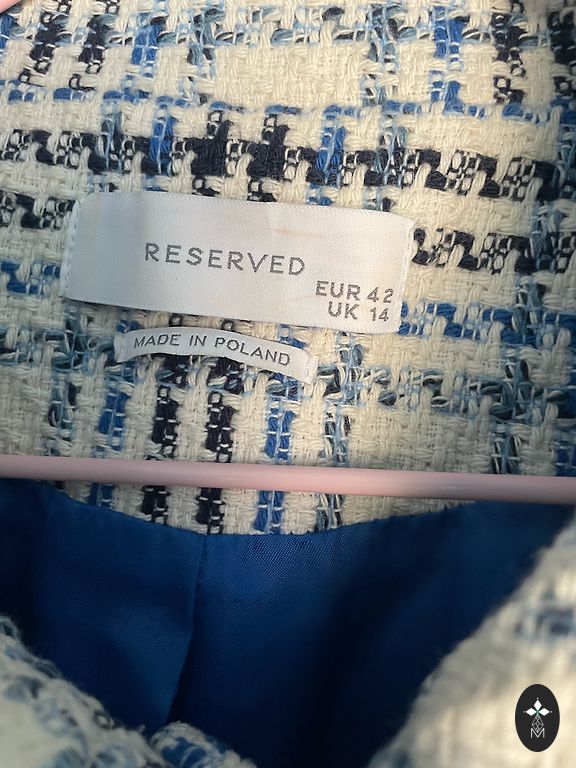 RESERVED
EUR 42
UK 14
MADE IN POLAND